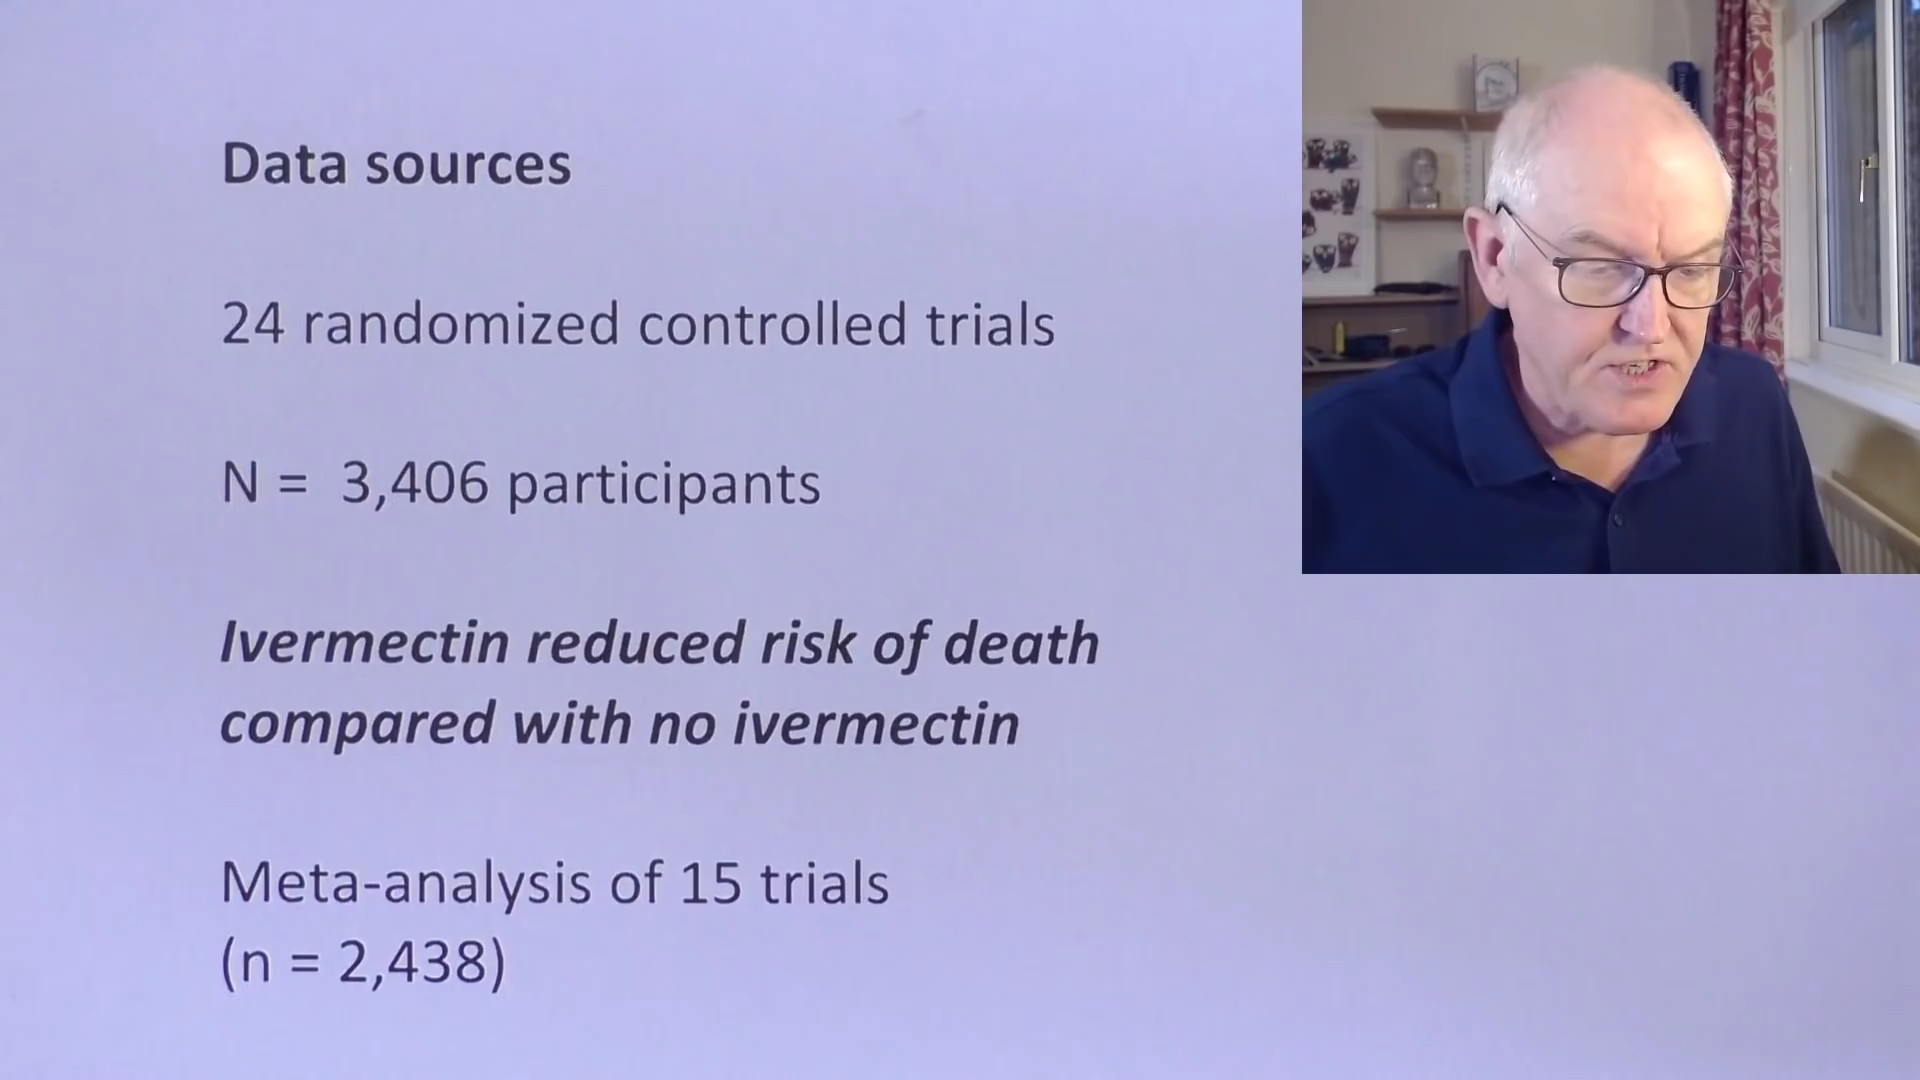 Data sources
24 randomized controlled trials
N = 3,406 participants
Ivermectin reduced risk of death
compared with no ivermectin
Meta-analysis of 15 trials
(n = 2,438)